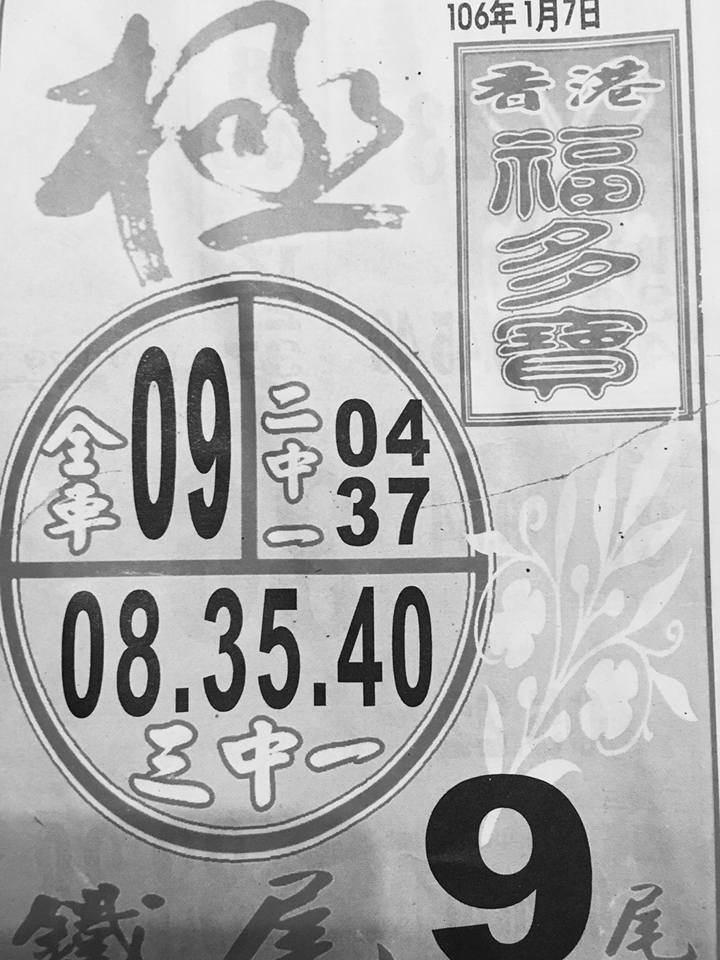 106年1月7日
極
香港
福多寶
全車
09
二中一
04
37
08.35.40
三中一
鐵尾
9尾